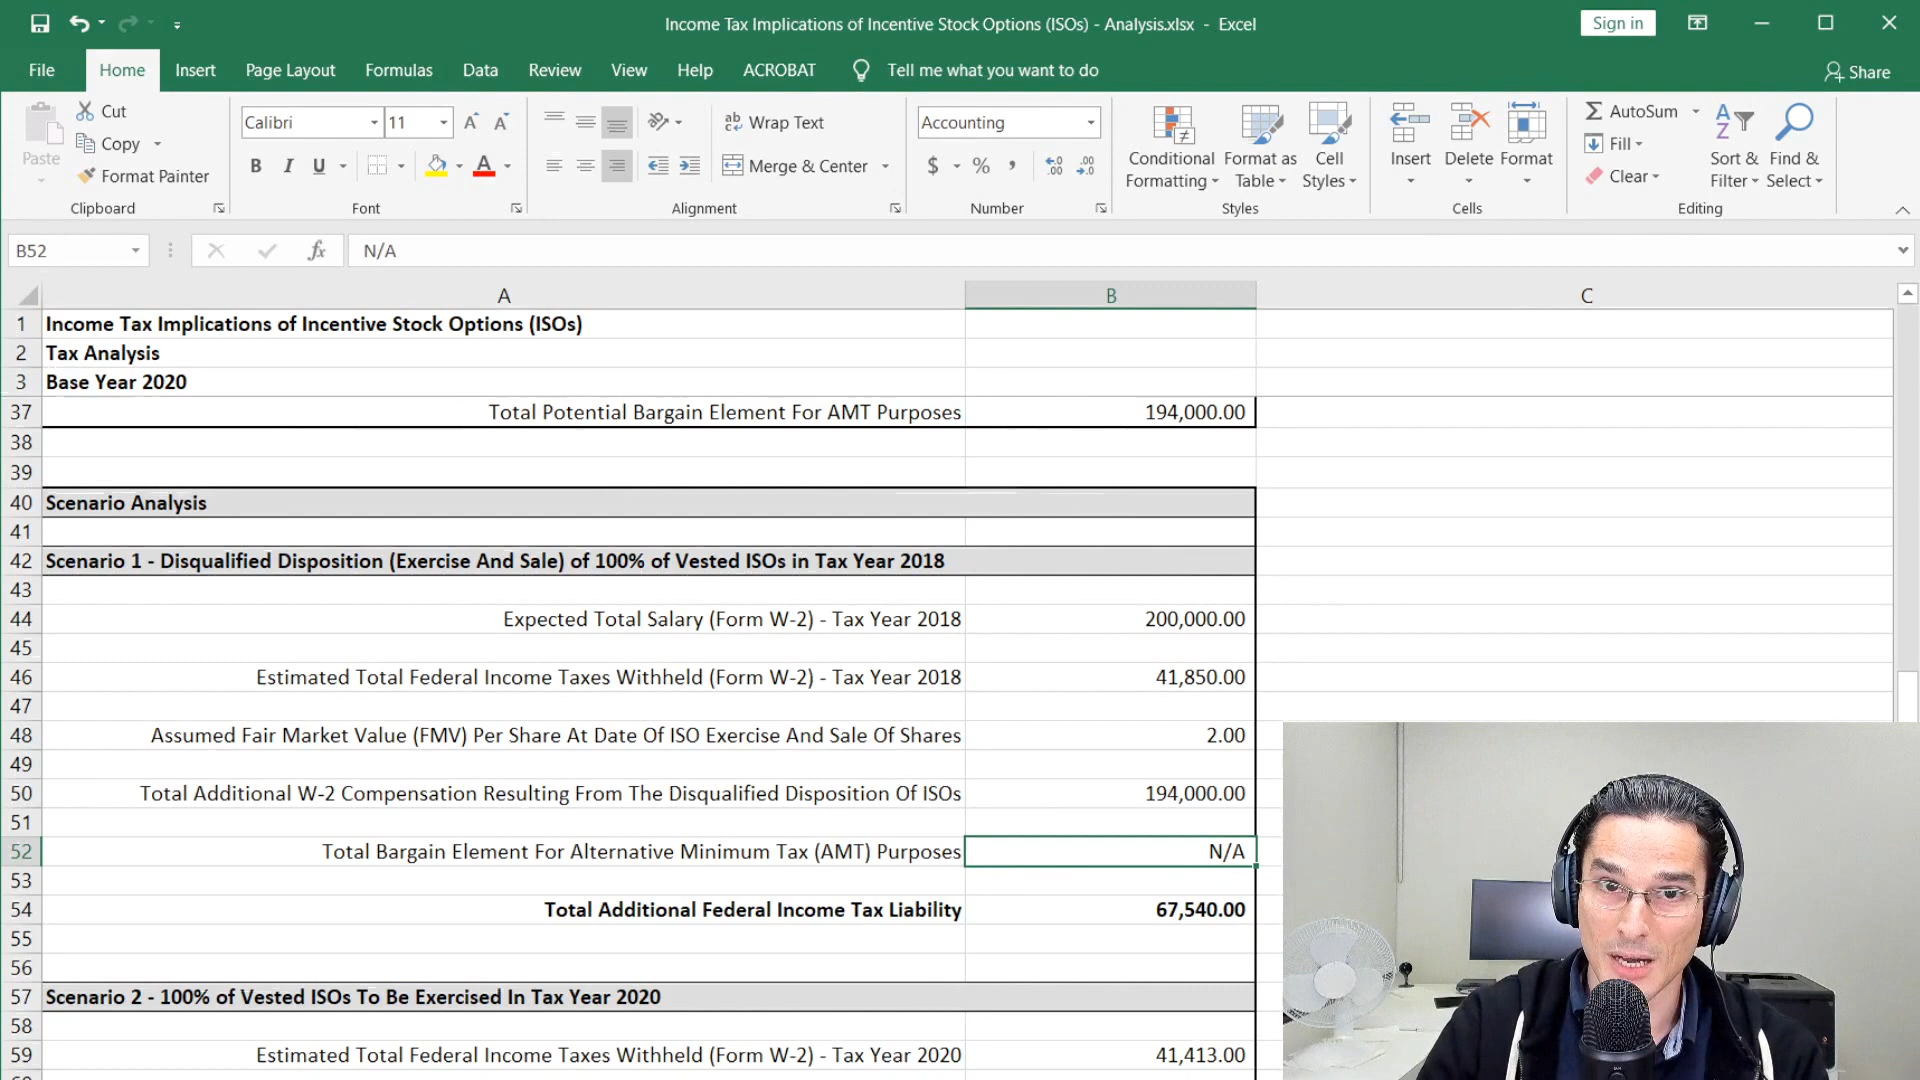 Income Tax Implications of Incentive Stock Options (ISOs) - Analysis.xlsx - Excel
Sign in
File Home Insert Page Layout Formulas Data Review View Help ACROBAT Tell me what you want to do Share
Cut
Copy
Format Painter
Paste
Clipboard
Calibri 11
B I U
Font
Wrap Text
Merge & Center
Alignment
Accounting
$ % ,
Number
Conditional Formatting
Format as Table
Cell Styles
Styles
Insert Delete Format
Cells
AutoSum
Fill
Clear
Sort & Filter
Find & Select
Editing
B52 fx N/A
A B C
1 Income Tax Implications of Incentive Stock Options (ISOs)
2 Tax Analysis
3 Base Year 2020
37 Total Potential Bargain Element For AMT Purposes 194,000.00
38
39
40 Scenario Analysis
41
42 Scenario 1 - Disqualified Disposition (Exercise And Sale) of 100% of Vested ISOs in Tax Year 2018
43
44 Expected Total Salary (Form W-2) - Tax Year 2018 200,000.00
45
46 Estimated Total Federal Income Taxes Withheld (Form W-2) - Tax Year 2018 41,850.00
47
48 Assumed Fair Market Value (FMV) Per Share At Date Of ISO Exercise And Sale Of Shares 2.00
49
50 Total Additional W-2 Compensation Resulting From The Disqualified Disposition Of ISOs 194,000.00
51
52 Total Bargain Element For Alternative Minimum Tax (AMT) Purposes N/A
53
54 Total Additional Federal Income Tax Liability 67,540.00
55
56
57 Scenario 2 - 100% of Vested ISOs To Be Exercised In Tax Year 2020
58
59 Estimated Total Federal Income Taxes Withheld (Form W-2) - Tax Year 2020 41,413.00